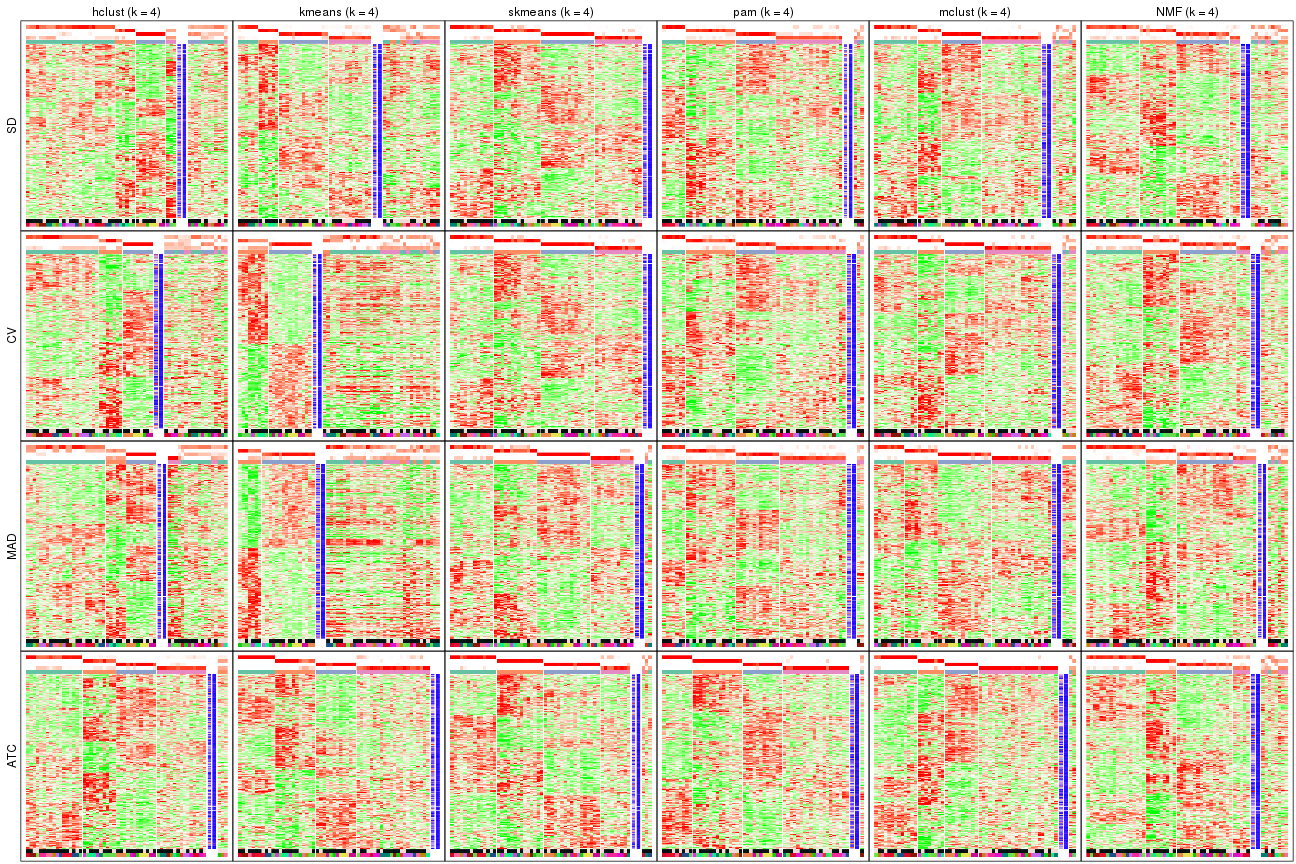 hclust (k = 4) kmeans (k = 4) skmeans (k = 4) pam (k = 4) mclust (k = 4) NMF (k = 4)
SD
CV
MAD
ATC